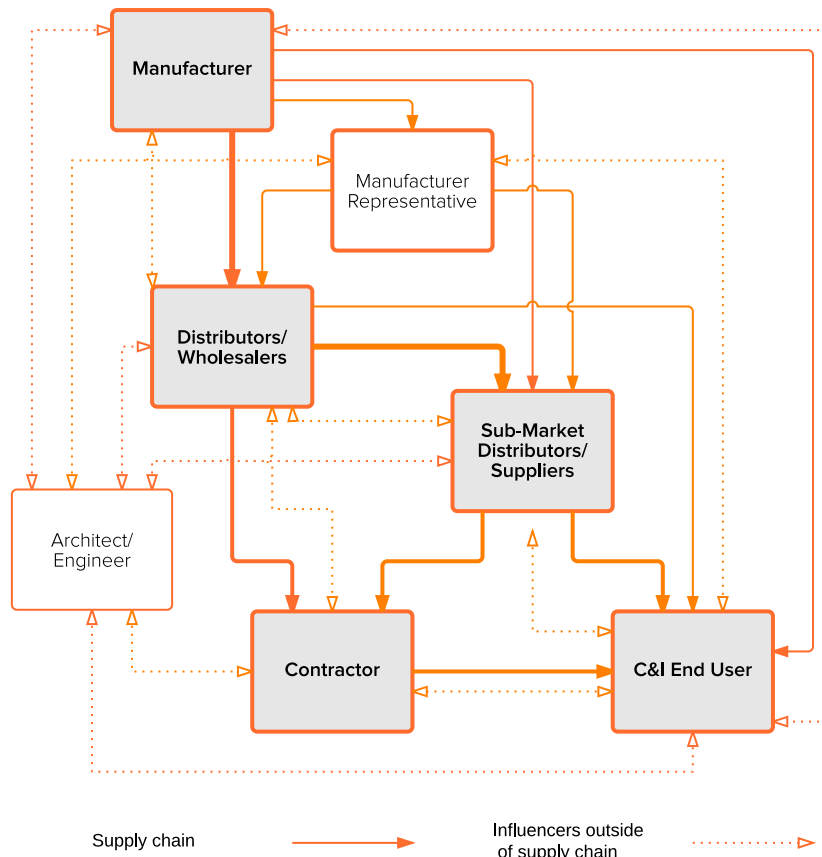 Manufacturer
Manufacturer
Representative
Distributors/
Wholesalers
Sub-Market
Distributors/
Suppliers
Architect/
Engineer
Contractor
C&I End User
Supply chain
Influencers outside
of supply chain